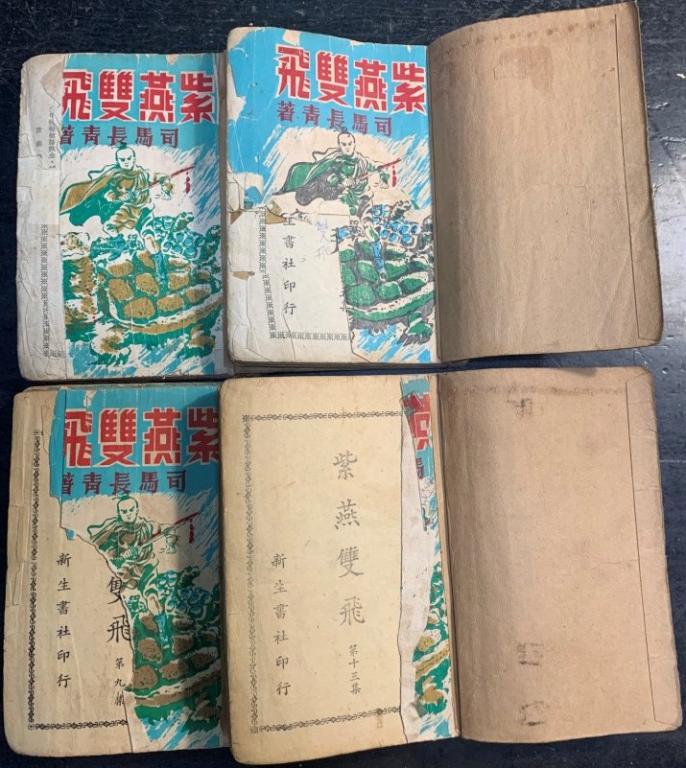 紫燕雙飛
司馬長青著
紫燕雙飛
司馬長青著
生書社印行
紫燕雙飛
司馬長青著
雙飛
第九集
新生書社印行
燕
紫燕雙飛
第十三集
新生書社印行